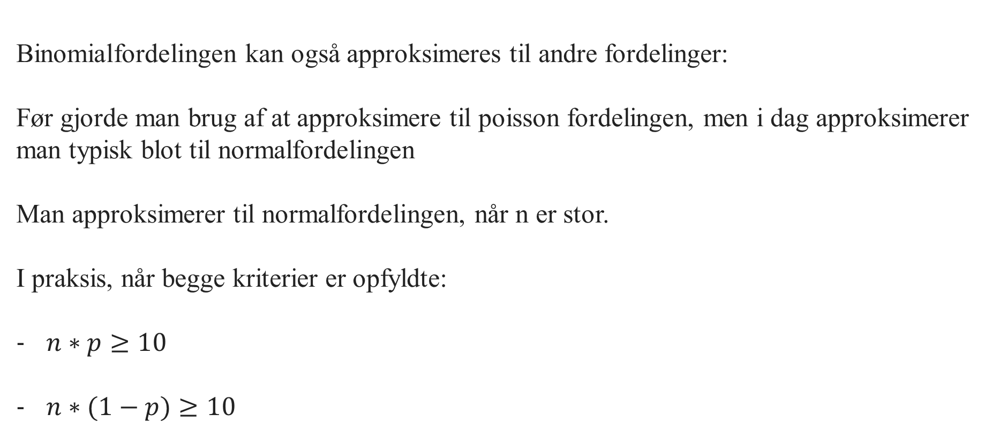 Binomialfordelingen kan også approksimeres til andre fordelinger:
Før gjorde man brug af at approksimere til poisson fordelingen, men i dag approksimerer
man typisk blot til normalfordelingen
Man approksimerer til normalfordelingen, når n er stor.
I praksis, når begge kriterier er opfyldte:
- n ∗ p ≥ 10
- n ∗ (1 − p) ≥ 10